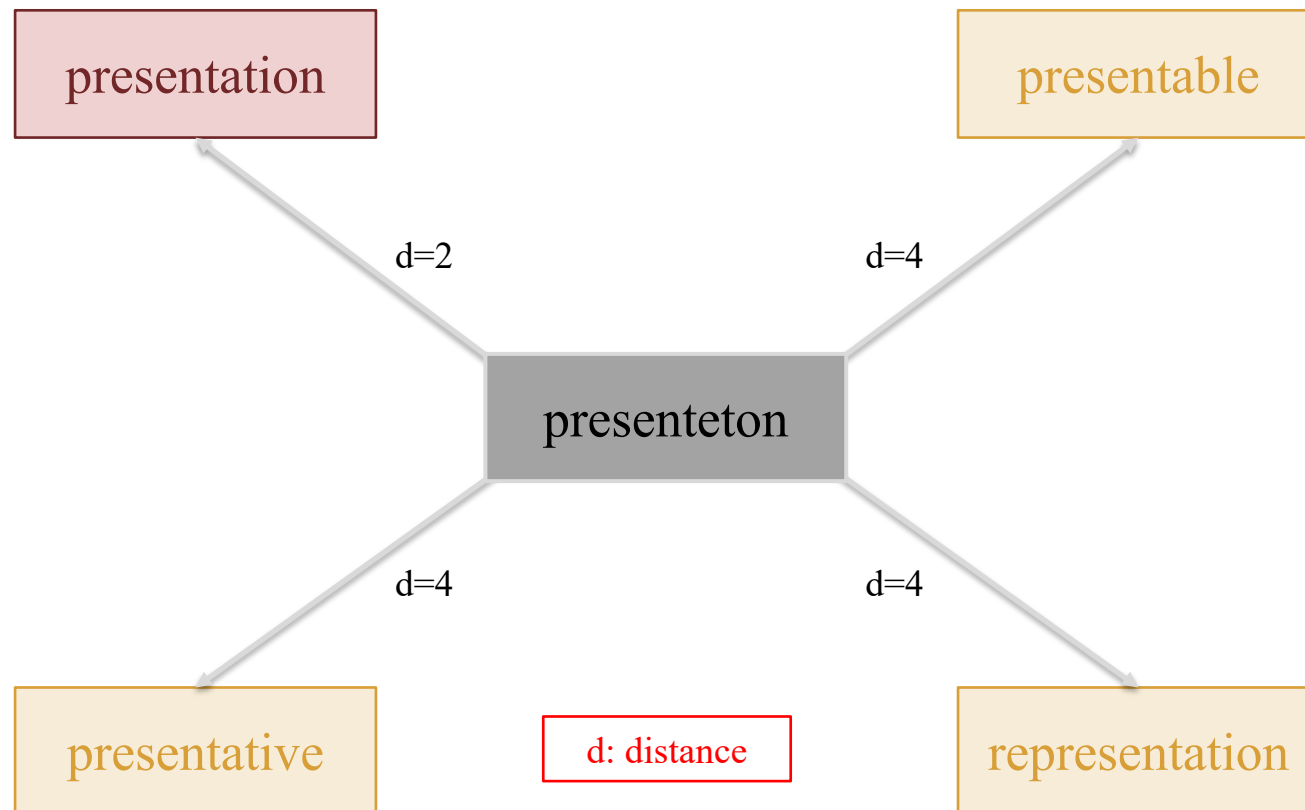 presentation
presentable
d=2
d=4
presenteton
d=4
d=4
presentative
d: distance
representation